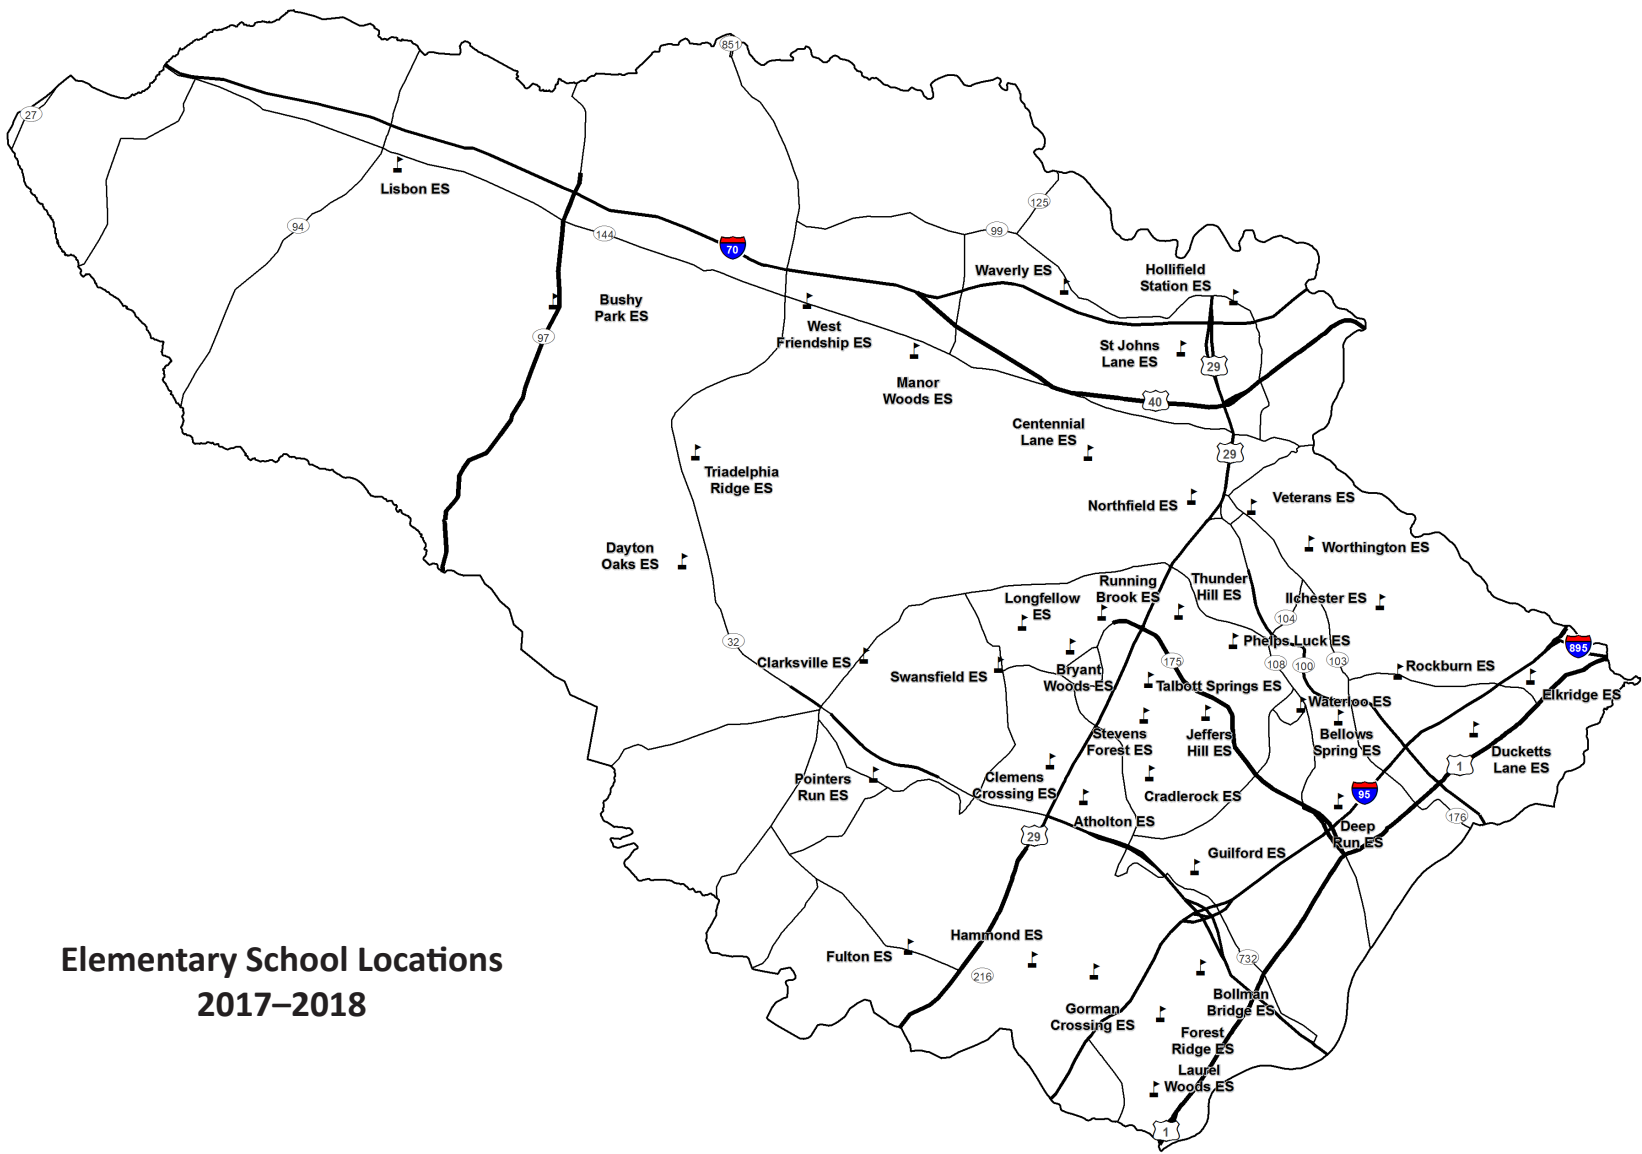 851
27
Lisbon ES
125
94
144
99
70
Waverly ES
Hollifield
Station ES
Bushy
Park ES
West
Friendship ES
97
St Johns
Lane ES
29
Manor
Woods ES
40
Centennial
Lane ES
29
Triadelphia
Ridge ES
Northfield ES
Veterans ES
Dayton
Oaks ES
Worthington ES
Running
Brook ES
Thunder
Hill ES
Longfellow
ES
Ilchester ES
104
32
Phelps Luck ES
895
Clarksville ES
Swansfield ES
Bryant
Woods ES
175
108
100
103
Rockburn ES
Talbott Springs ES
Elkridge ES
Waterloo ES
Stevens
Forest ES
Jeffers
Hill ES
Bellows
Spring ES
Ducketts
Lane ES
1
Pointers
Run ES
Clemens
Crossing ES
Cradlerock ES
95
Atholton ES
176
Deep
Run ES
29
Guilford ES
Hammond ES
Fulton ES
216
732
Elementary School Locations
2017–2018
Bollman
Bridge ES
Gorman
Crossing ES
Forest
Ridge ES
Laurel
Woods ES
1